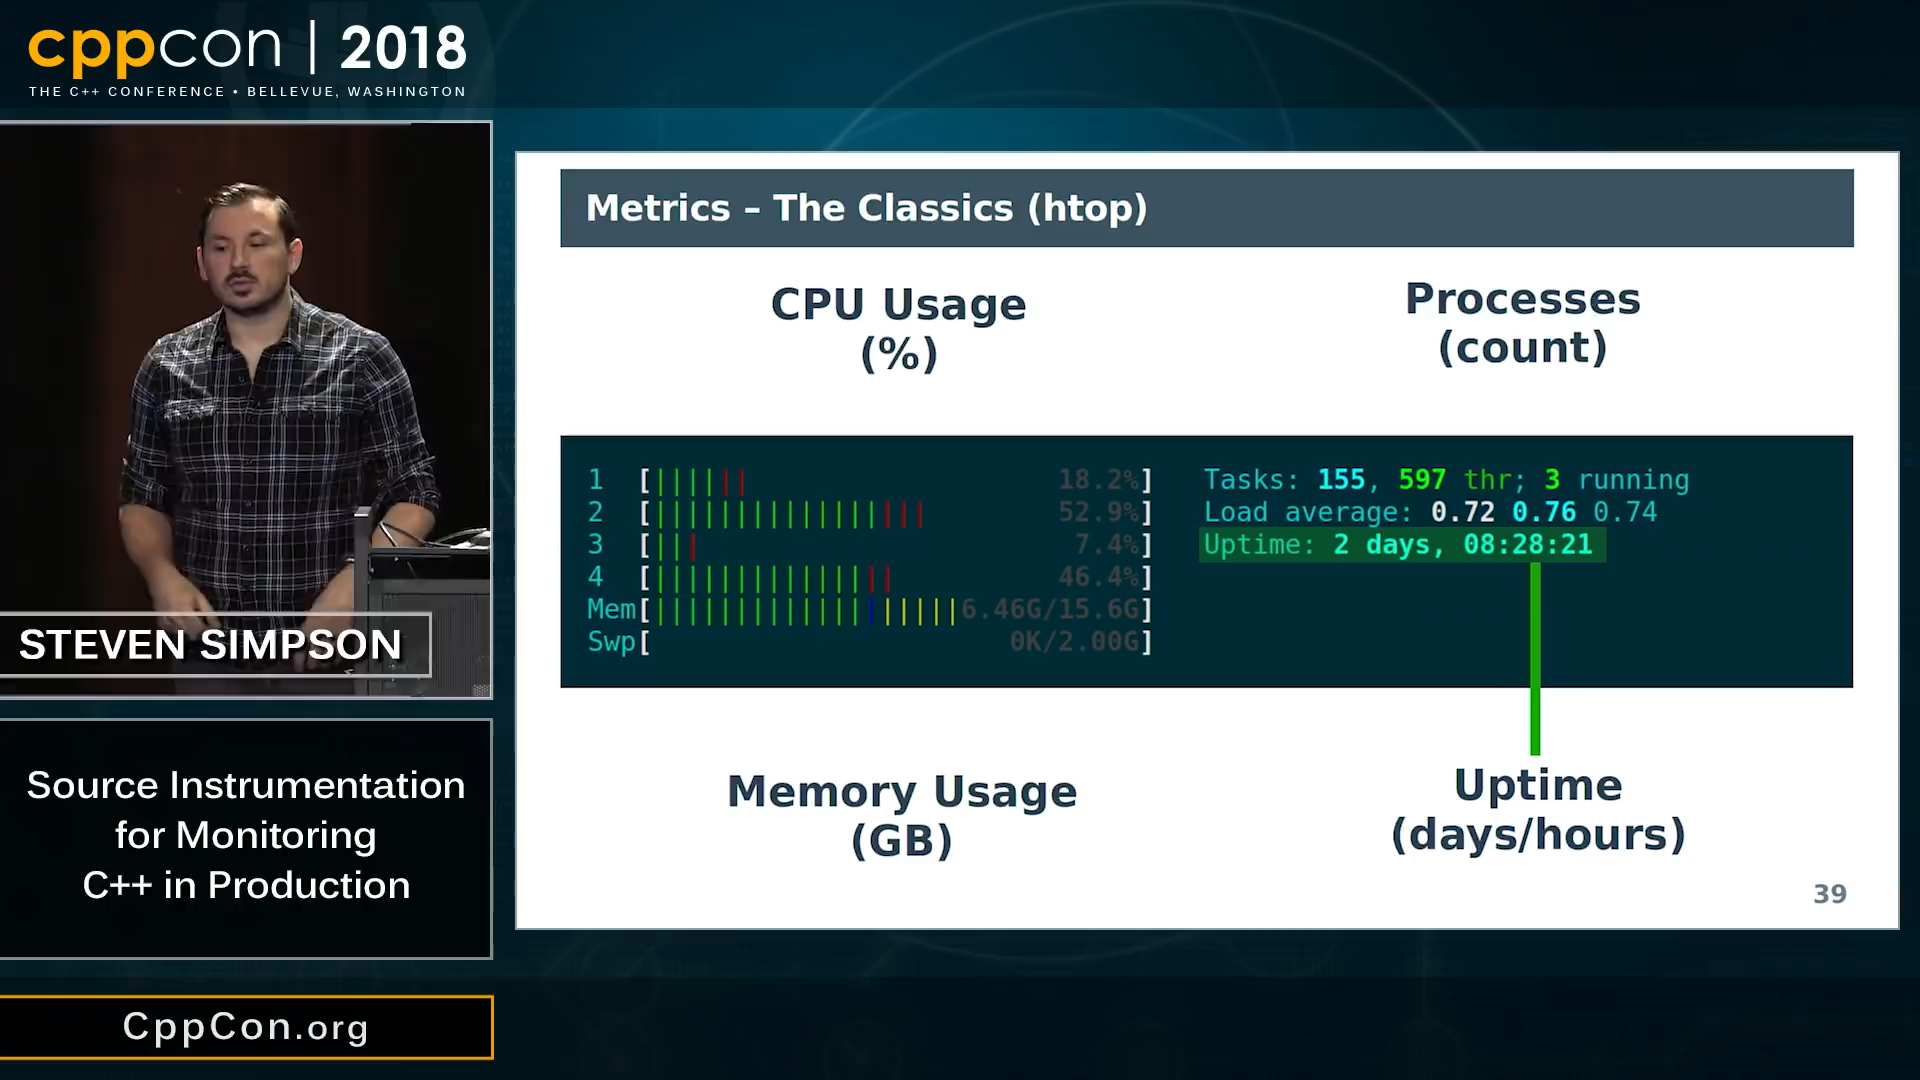 cppcon | 2018
THE C++ CONFERENCE • BELLEVUE, WASHINGTON
STEVEN SIMPSON
Source Instrumentation
for Monitoring
C++ in Production
CppCon.org
Metrics – The Classics (htop)
CPU Usage
(%)
Processes
(count)
1 [|||||| 18.2%]
2 [||||||||||||||||| 52.9%]
3 [||| 7.4%]
4 [||||||||||||||| 46.4%]
Mem[|||||||||||||||||||6.46G/15.6G]
Swp[ 0K/2.00G]
Tasks: 155, 597 thr; 3 running
Load average: 0.72 0.76 0.74
Uptime: 2 days, 08:28:21
Memory Usage
(GB)
Uptime
(days/hours)
39